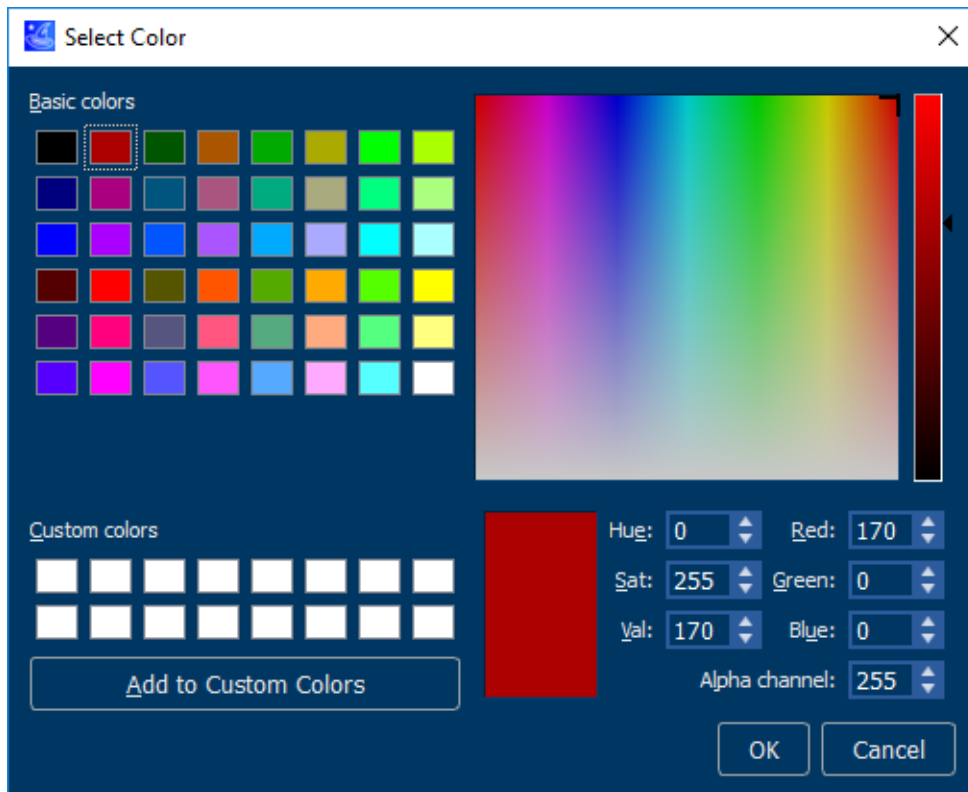 Select Color
Basic colors
Custom colors
Add to Custom Colors
Hue: 0 Red: 170
Sat: 255 Green: 0
Val: 170 Blue: 0
Alpha channel: 255
OK Cancel